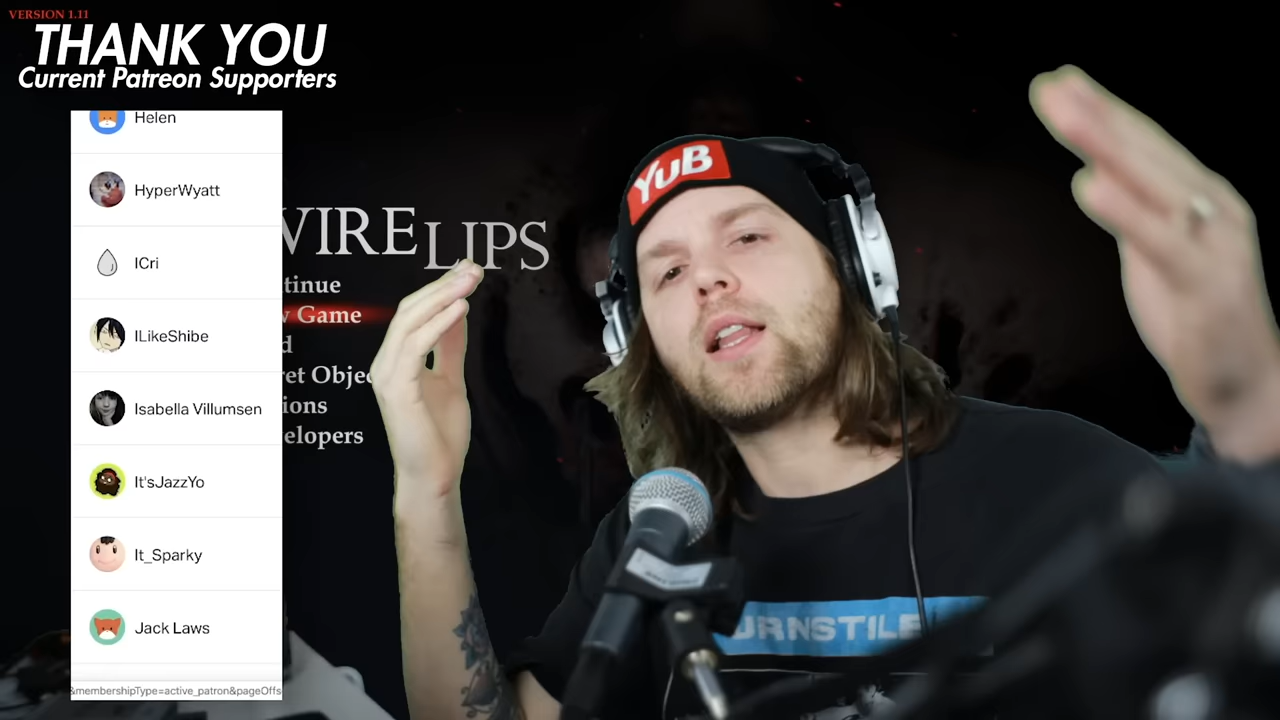 VERSION 1.11
THANK YOU
Current Patreon Supporters
Helen
HyperWyatt
ICri
ILikeShibe
Isabella Villumsen
It'sJazzYo
It_Sparky
Jack Laws
&membershipType=active_patron&pageOffs
WIRE LIPS
tinue
w Game
d
ret Objec
ions
elopers
YUB
URNSTILE